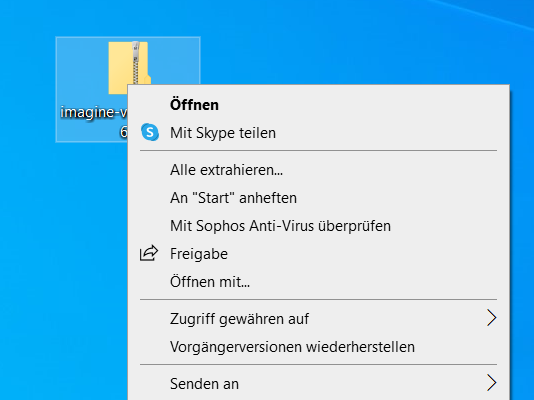 imagine-v
6
Öffnen
Mit Skype teilen
Alle extrahieren...
An "Start" anheften
Mit Sophos Anti-Virus überprüfen
Freigabe
Öffnen mit...
Zugriff gewähren auf
Vorgängerversionen wiederherstellen
Senden an